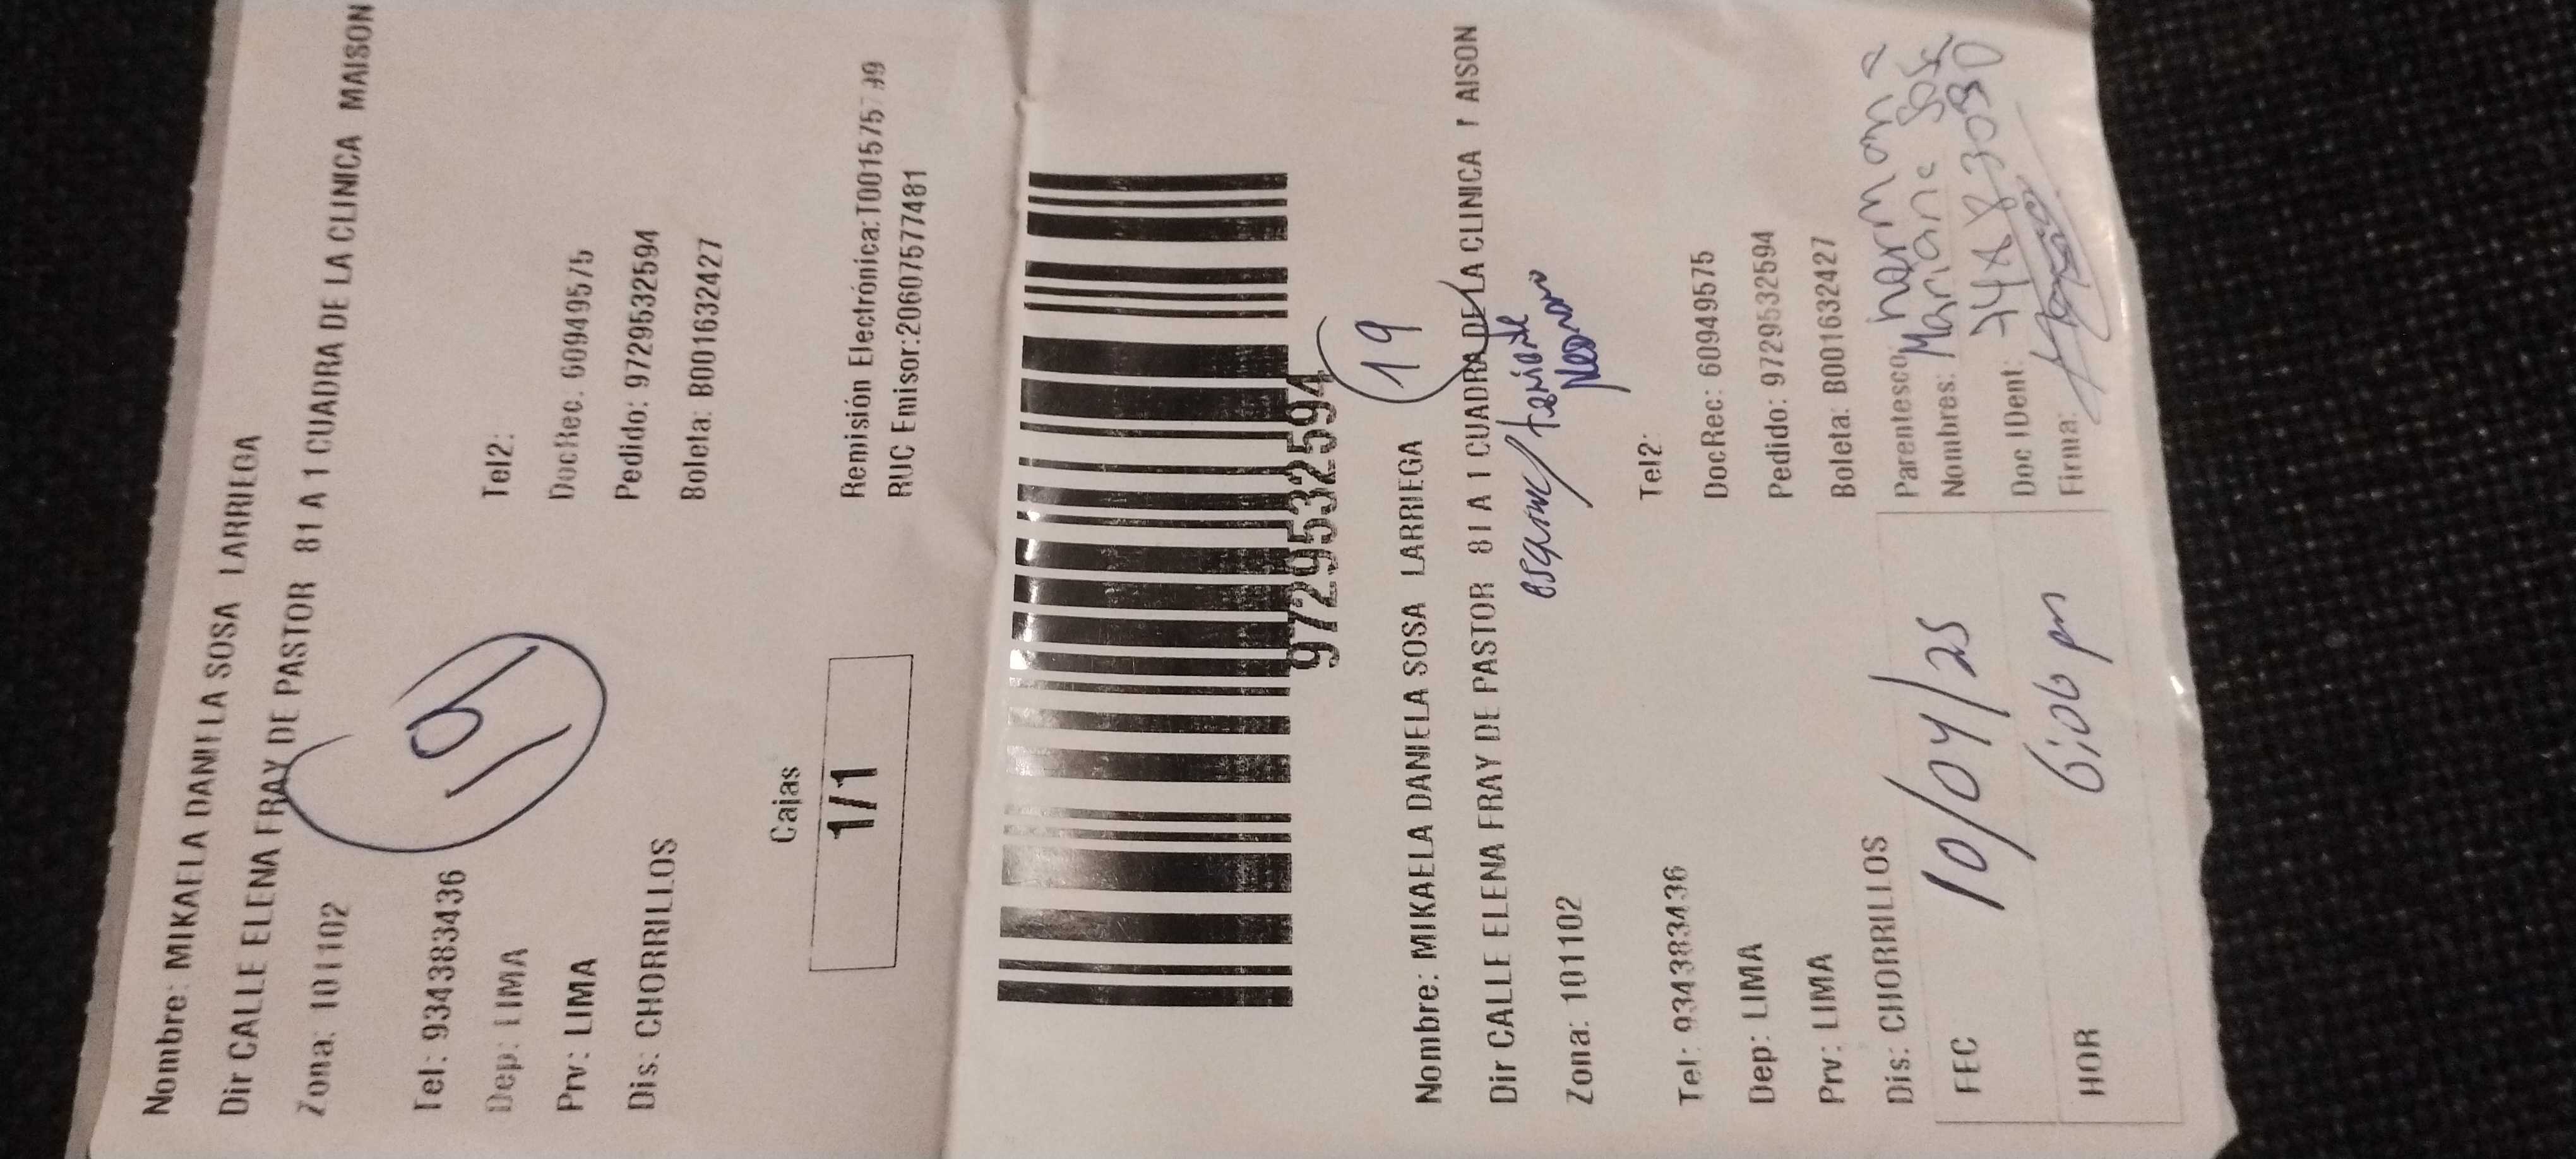 Nombre: MIKAELA DANIELA SOSA LARRIEGA
Dir CALLE ELENA FRAY DE PASTOR 81 A 1 CUADRA DE LA CLINICA MAISON
Zona: 101102
19
Tel: 934383436
Tel2:
Dep: LIMA
DocRec: 60949575
Prv: LIMA
Pedido: 9729532594
Dis: CHORRILLOS
Boleta: B001632427
Cajas
1/1
Remisión Electrónica:
RUC Emisor:20607577481
9729532594
19
Nombre: MIKAELA DANIELA SOSA LARRIEGA
Dir CALLE ELENA FRAY DE PASTOR 81 A 1 CUADRA DE LA CLINICA AISON
Zona: 101102
Tel: 934383436
Tel2:
Dep: LIMA
DocRec: 60949575
Prv: LIMA
Pedido: 9729532594
Dis: CHORRILLOS
Boleta: B001632427
FEC 10/04/25
HOR 6:06 pm
Parentesco: hermana
Nombres: Mariana Sosa
Doc IDent:
Firma: